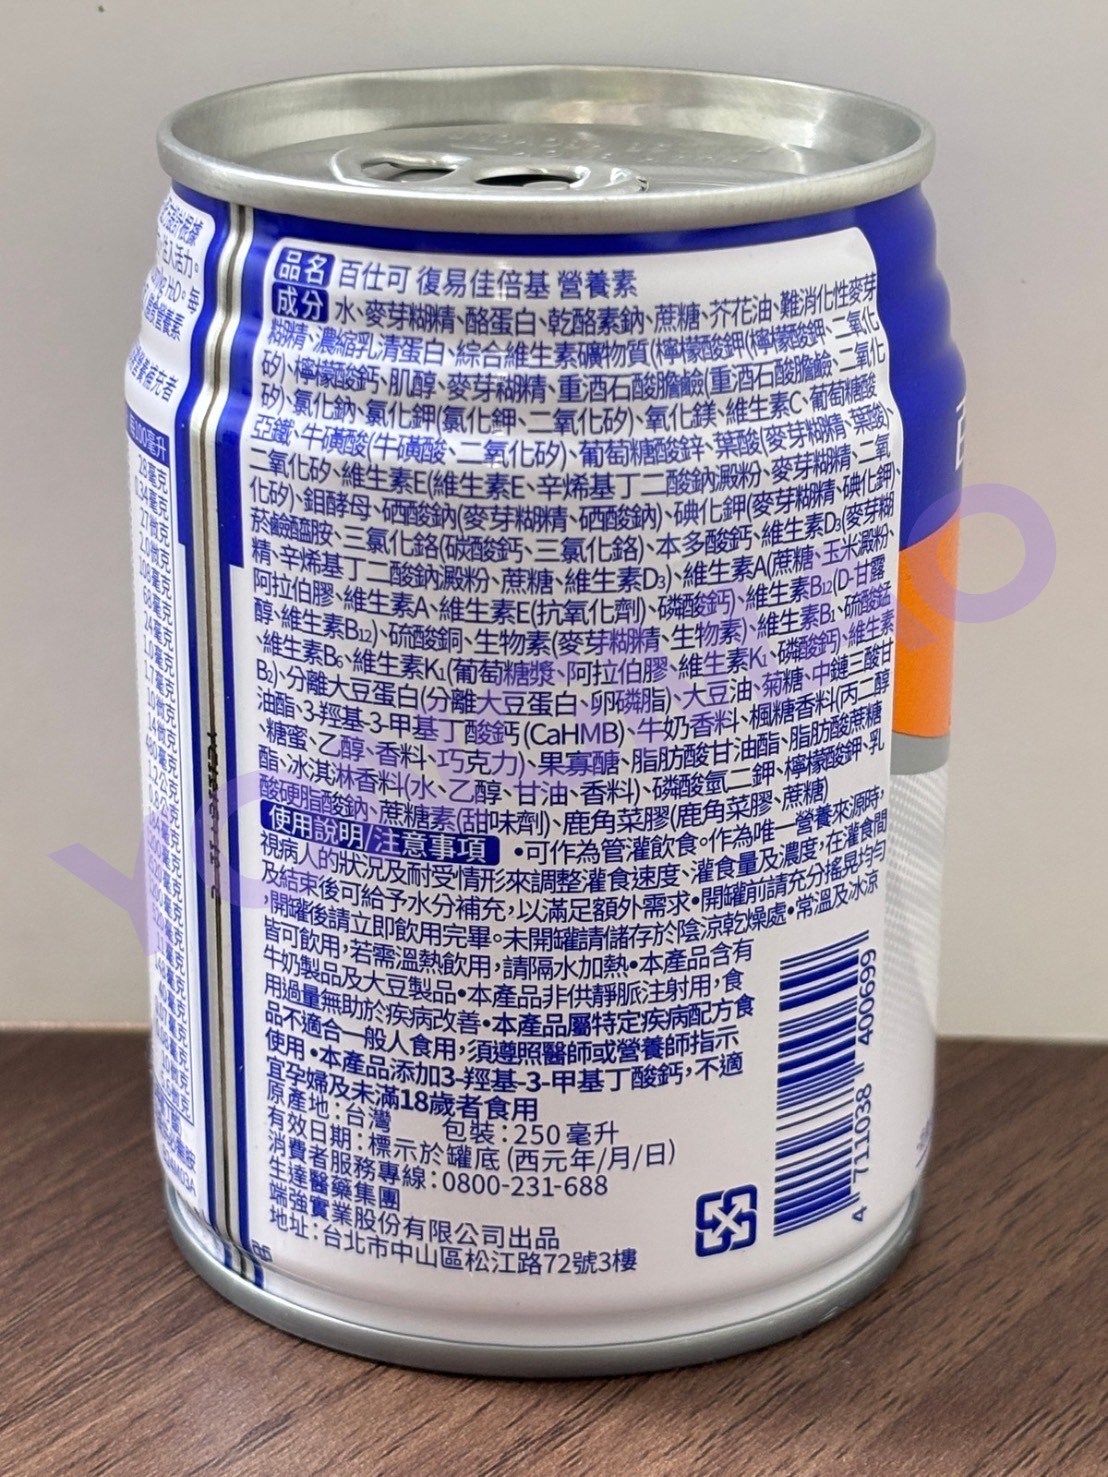 品名 百仕可 復易佳倍基 營養素
成分 水、麥芽糊精、酪蛋白、乾酪素鈉、蔗糖、芥花油、難消化性麥芽
糊精、濃縮乳清蛋白、綜合維生素礦物質(檸檬酸鉀(檸檬酸鉀、二氧化
矽)、檸檬酸鈣、肌醇、麥芽糊精、重酒石酸膽鹼(重酒石酸膽鹼、二氧化
矽)、氯化鈉、氯化鉀(氯化鉀、二氧化矽)、氧化鎂、維生素C、葡萄糖酸
亞鐵、牛磺酸(牛磺酸、二氧化矽)、葡萄糖酸鋅、葉酸(麥芽糊精、葉酸、
二氧化矽)、維生素E(維生素E、辛烯基丁二酸鈉澱粉、麥芽糊精、二氧
化矽)、鉬酵母、硒酸鈉(麥芽糊精、硒酸鈉)、碘化鉀(麥芽糊精、碘化鉀)、
菸鹼醯胺、三氯化鉻(碳酸鈣、三氯化鉻)、本多酸鈣、維生素D₃(麥芽糊
精、辛烯基丁二酸鈉澱粉、蔗糖、維生素D₃)、維生素A(蔗糖、玉米澱粉、
阿拉伯膠、維生素A、維生素E(抗氧化劑)、磷酸鈣)、維生素B₁₂(D-甘露
醇、維生素B₁₂)、硫酸銅、生物素(麥芽糊精、生物素)、維生素B₁、硫酸錳
、維生素B₆、維生素K₁(葡萄糖漿、阿拉伯膠、維生素K₁、磷酸鈣)、維生素
B₂)、分離大豆蛋白(分離大豆蛋白、卵磷脂)、大豆油、菊糖、中鏈三酸甘
油酯、3-羥基-3-甲基丁酸鈣(CaHMB)、牛奶香料、楓糖香料(丙二醇
、糖蜜、乙醇、香料、巧克力)、果寡醣、脂肪酸甘油酯、脂肪酸蔗糖
酯、冰淇淋香料(水、乙醇、甘油、香料)、磷酸氫二鉀、檸檬酸鉀、乳
酸硬脂酸鈉、蔗糖素(甜味劑)、鹿角菜膠(鹿角菜膠、蔗糖)
使用說明/注意事項 •可作為管灌飲食。作為唯一營養來源時,
視病人的狀況及耐受情形來調整灌食速度、灌食量及濃度,在灌食間
及結束後可給予水分補充,以滿足額外需求•開罐前請充分搖晃均勻
,開罐後請立即飲用完畢。未開罐請儲存於陰涼乾燥處•常溫及冰涼
皆可飲用,若需溫熱飲用,請隔水加熱•本產品含有
牛奶製品及大豆製品•本產品非供靜脈注射用,食
用過量無助於疾病改善•本產品屬特定疾病配方食
品不適合一般人食用,須遵照醫師或營養師指示
使用•本產品添加3-羥基-3-甲基丁酸鈣,不適
宜孕婦及未滿18歲者食用
原產地:台灣 包裝:250毫升
有效日期:標示於罐底(西元年/月/日)
消費者服務專線:0800-231-688
生達醫藥集團
端強實業股份有限公司出品
地址:台北市中山區松江路72號3樓
4 711038 400699